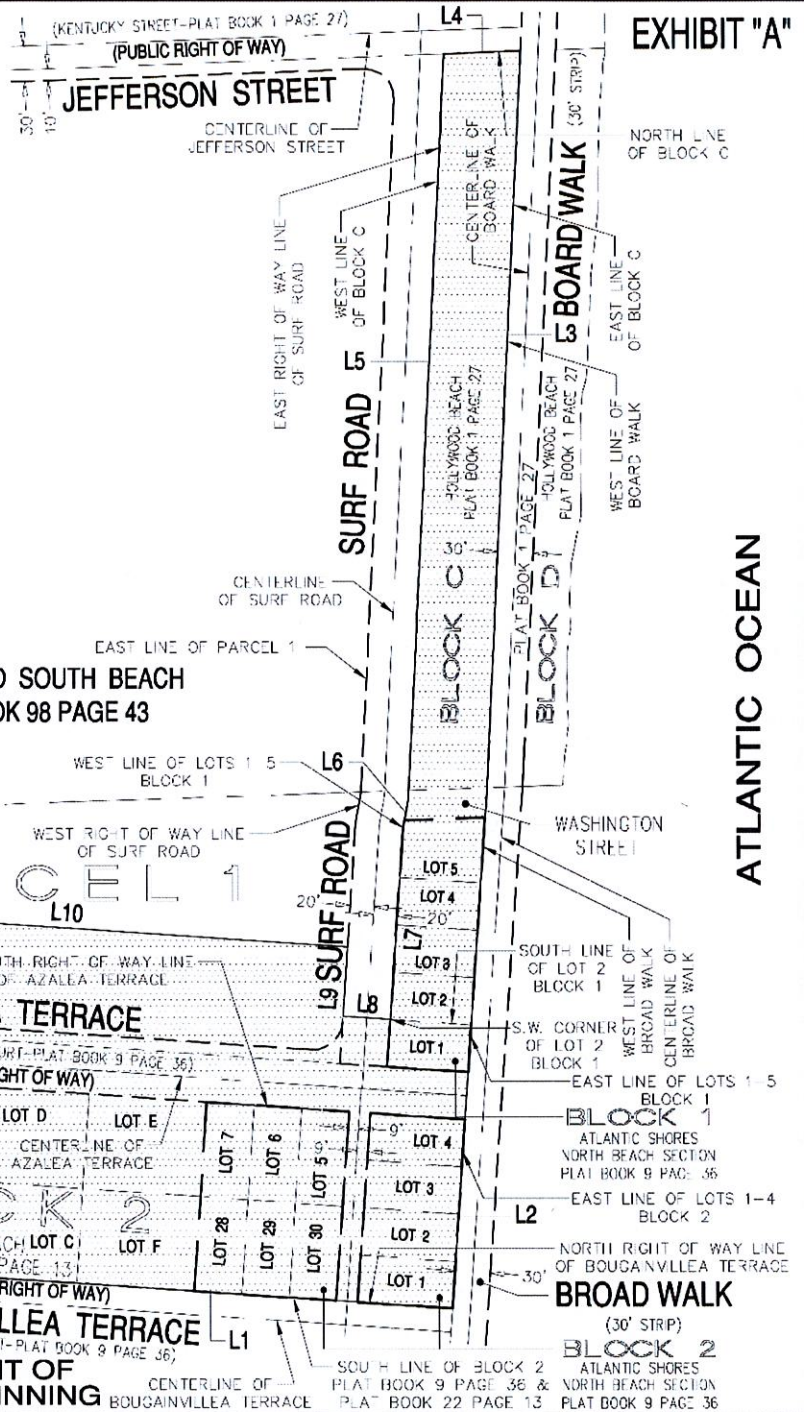 EXHIBIT "A"
(KENTUCKY STREET-PLAT BOOK 1 PAGE 27)
(PUBLIC RIGHT OF WAY)
L4
JEFFERSON STREET
30'
10'
CENTERLINE OF
JEFFERSON STREET
NORTH LINE
OF BLOCK C
CENTERLINE OF
BOARD WALK
BOARD WALK
(30' STRIP)
EAST RIGHT OF WAY LINE
OF SURF ROAD
WEST LINE
OF BLOCK C
EAST LINE
OF BLOCK C
L3
L5
SURF ROAD
HOLLYWOOD BEACH
PLAT BOOK 1 PAGE 27
PLAT BOOK 1 PAGE 27
HOLLYWOOD BEACH
PLAT BOOK 1 PAGE 27
WEST LINE OF
BOARD WALK
30'
BLOCK C
BLOCK D
CENTERLINE
OF SURF ROAD
ATLANTIC OCEAN
EAST LINE OF PARCEL 1
SOUTH BEACH
98 PAGE 43
WEST LINE OF LOTS 1-5
BLOCK 1
L6
WEST RIGHT OF WAY LINE
OF SURF ROAD
WASHINGTON
STREET
CEL 1
L10
LOT 5
LOT 4
LOT 3
LOT 2
LOT 1
20'
20'
L7
L9
SURF ROAD
L8
SOUTH LINE
OF LOT 2
BLOCK 1
S.W. CORNER
OF LOT 2
BLOCK 1
WEST LINE OF
BROAD WALK
CENTERLINE OF
BROAD WALK
RIGHT OF WAY LINE
OF AZALEA TERRACE
TERRACE
PLAT BOOK 9 PAGE 36)
OF WAY)
EAST LINE OF LOTS 1-5
BLOCK 1
BLOCK 1
ATLANTIC SHORES
NORTH BEACH SECTION
PLAT BOOK 9 PAGE 36
LOT D
LOT E
CENTERLINE OF
AZALEA TERRACE
LOT 7
LOT 6
LOT 5
9'
9'
LOT 4
LOT 3
LOT 2
LOT 1
EAST LINE OF LOTS 1-4
BLOCK 2
L2
2
LOT C
LOT F
PAGE 13
LOT 28
LOT 29
LOT 30
NORTH RIGHT OF WAY LINE
OF BOUGANVILLEA TERRACE
30'
BROAD WALK
(30' STRIP)
RIGHT OF WAY)
TERRACE
PLAT BOOK 9 PAGE 36)
L1
OF
CENTERLINE OF
BOUGAINVILLEA TERRACE
SOUTH LINE OF BLOCK 2
PLAT BOOK 9 PAGE 36 &
PLAT BOOK 22 PAGE 13
BLOCK 2
ATLANTIC SHORES
NORTH BEACH SECTION
PLAT BOOK 9 PAGE 36